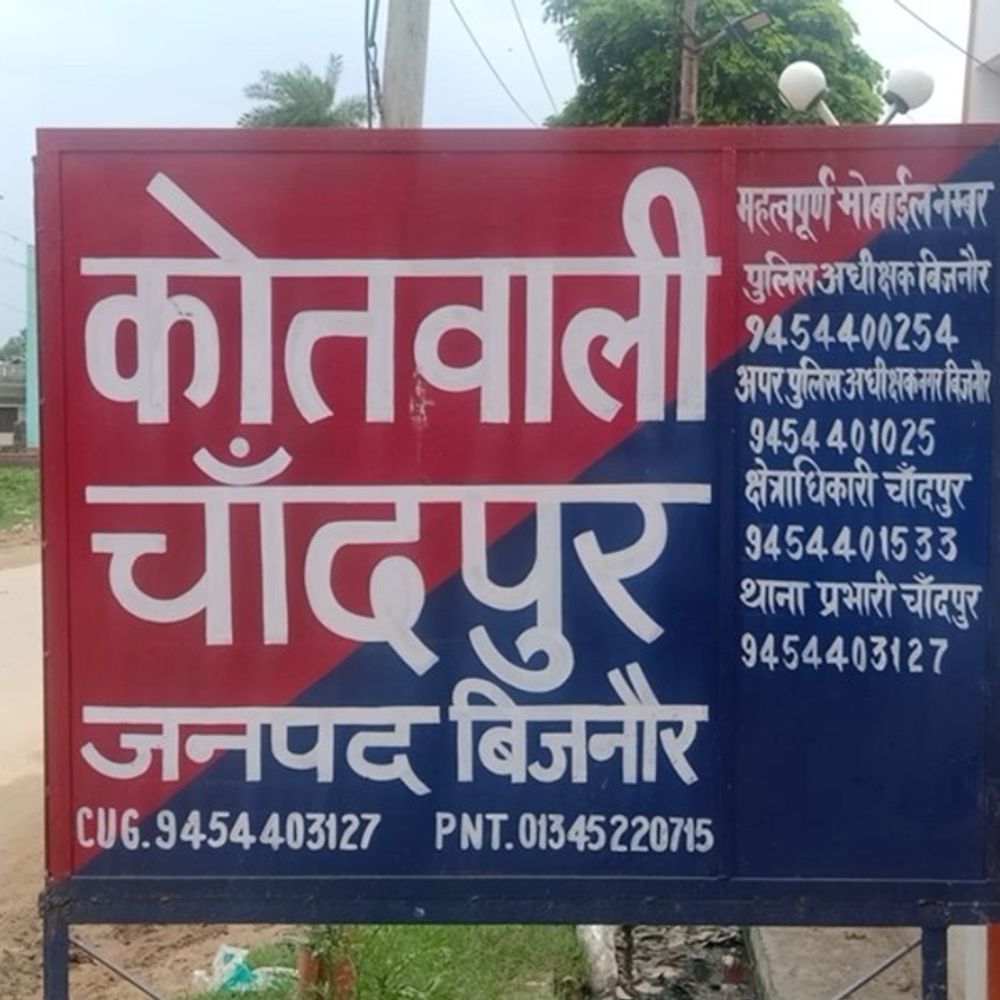 कोतवाली
चाँदपुर
जनपद बिजनौर
CUG.9454403127 PNT.01345220715
महत्वपूर्ण मोबाईल नम्बर
पुलिस अधीक्षक बिजनौर
9454400254
अपर पुलिस अधीक्षक नगर बिजनौर
9454401025
क्षेत्राधिकारी चाँदपुर
9454401533
थाना प्रभारी चाँदपुर
9454403127